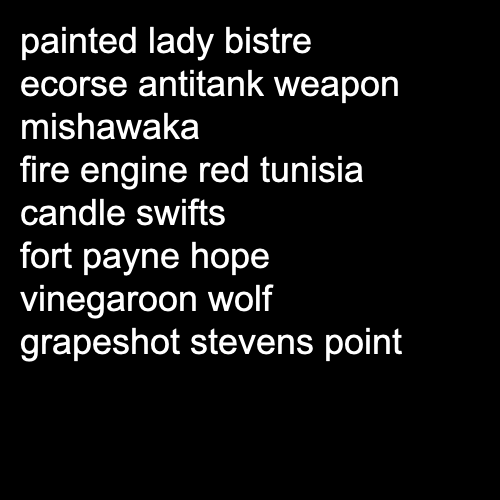 painted lady bistre
ecorse antitank weapon
mishawaka
fire engine red tunisia
candle swifts
fort payne hope
vinegaroon wolf
grapeshot stevens point